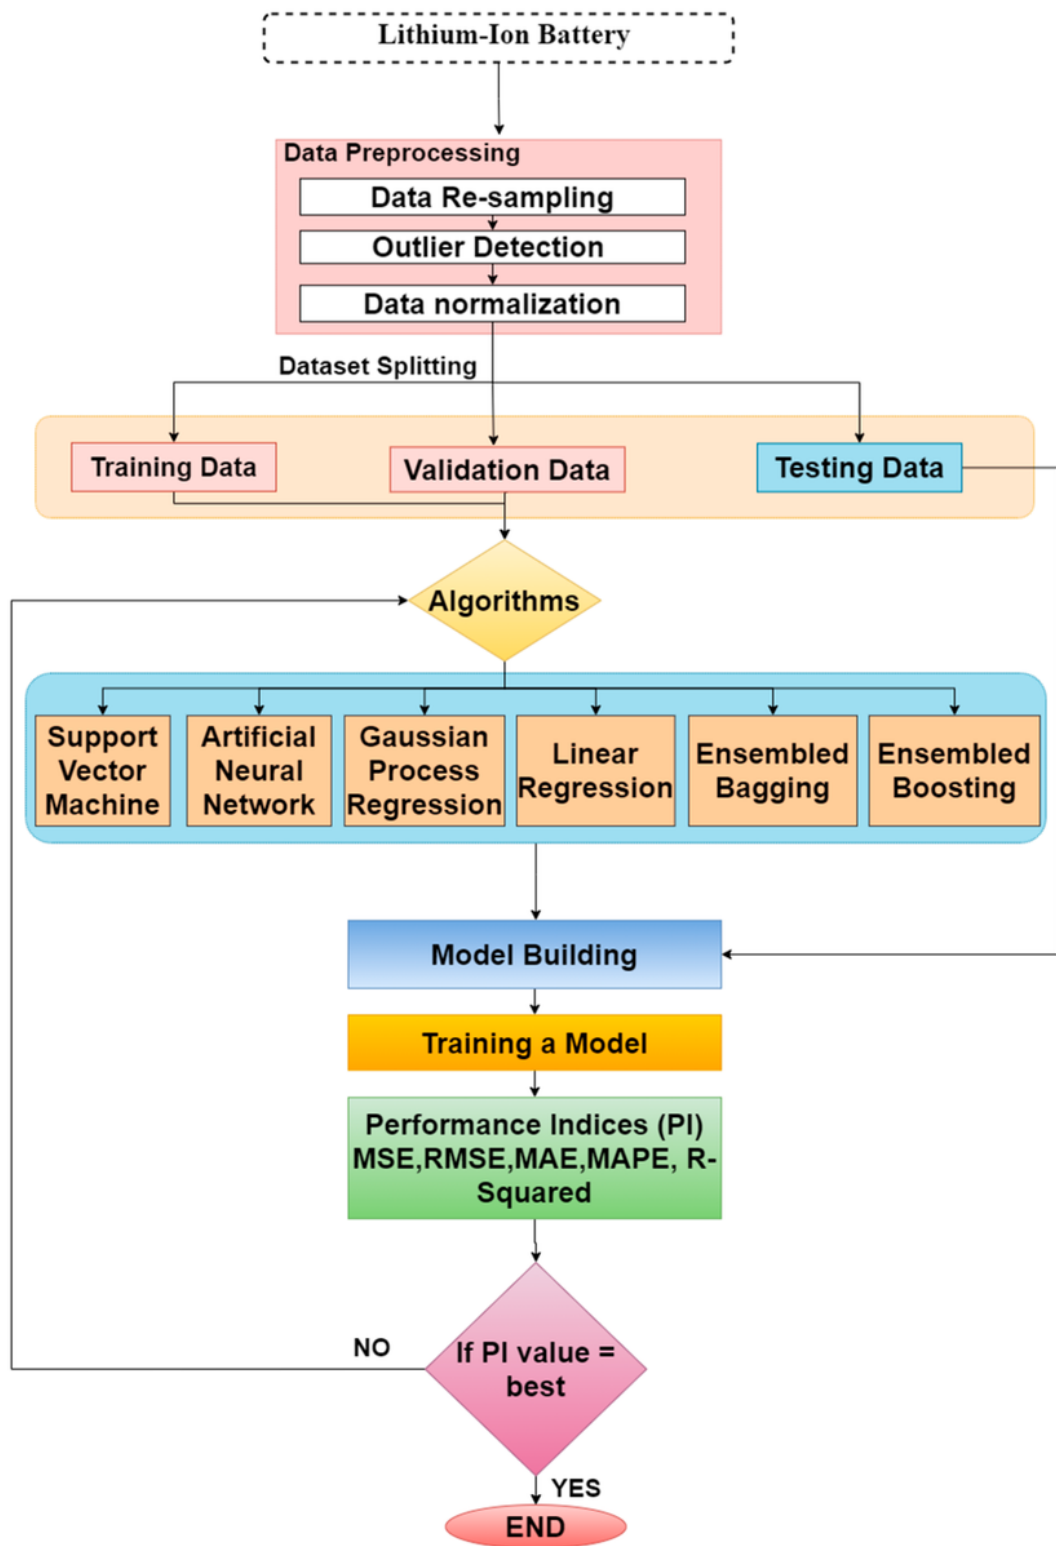 Lithium-Ion Battery
Data Preprocessing
Data Re-sampling
Outlier Detection
Data normalization
Dataset Splitting
Training Data
Validation Data
Testing Data
Algorithms
Support
Vector
Machine
Artificial
Neural
Network
Gaussian
Process
Regression
Linear
Regression
Ensembled
Bagging
Ensembled
Boosting
Model Building
Training a Model
Performance Indices (PI)
MSE,RMSE,MAE,MAPE, R-
Squared
NO
If PI value =
best
YES
END